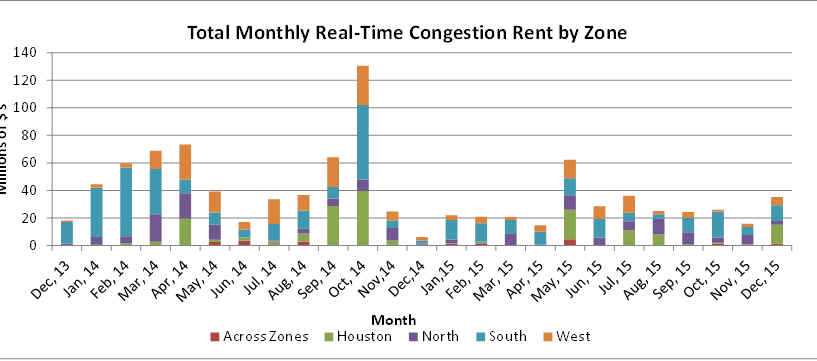 Total Monthly Real-Time Congestion Rent by Zone
Millions of $'s
140
120
100
80
60
40
20
0
Dec, 13 Jan, 14 Feb, 14 Mar, 14 Apr, 14 May, 14 Jun, 14 Jul, 14 Aug, 14 Sep, 14 Oct, 14 Nov,14 Dec,14 Jan,15 Feb, 15 Mar, 15 Apr, 15 May, 15 Jun, 15 Jul, 15 Aug, 15 Sep, 15 Oct, 15 Nov, 15 Dec, 15
Month
Across Zones Houston North South West